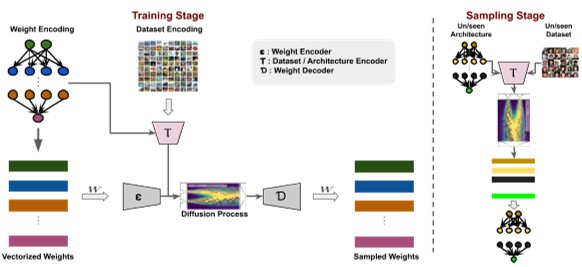 Training Stage
Sampling Stage
Weight Encoding
Dataset Encoding
Un/seen
Architecture
Un/seen
Dataset
ε : Weight Encoder
T : Dataset / Architecture Encoder
D : Weight Decoder
T
T
W
ε
D
W
Diffusion Process
Vectorized Weights
Sampled Weights